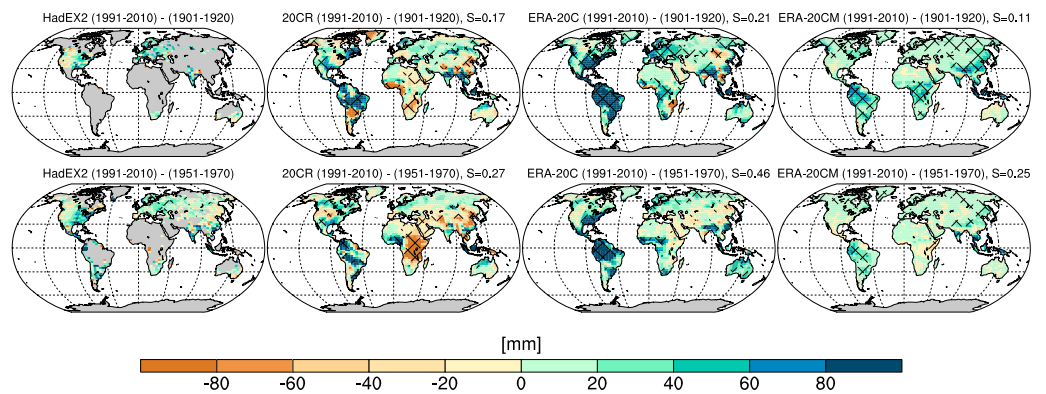 HadEX2 (1991-2010) - (1901-1920)
20CR (1991-2010) - (1901-1920), S=0.17
ERA-20C (1991-2010) - (1901-1920), S=0.21
ERA-20CM (1991-2010) - (1901-1920), S=0.11
HadEX2 (1991-2010) - (1951-1970)
20CR (1991-2010) - (1951-1970), S=0.27
ERA-20C (1991-2010) - (1951-1970), S=0.46
ERA-20CM (1991-2010) - (1951-1970), S=0.25
[mm]
-80 -60 -40 -20 0 20 40 60 80